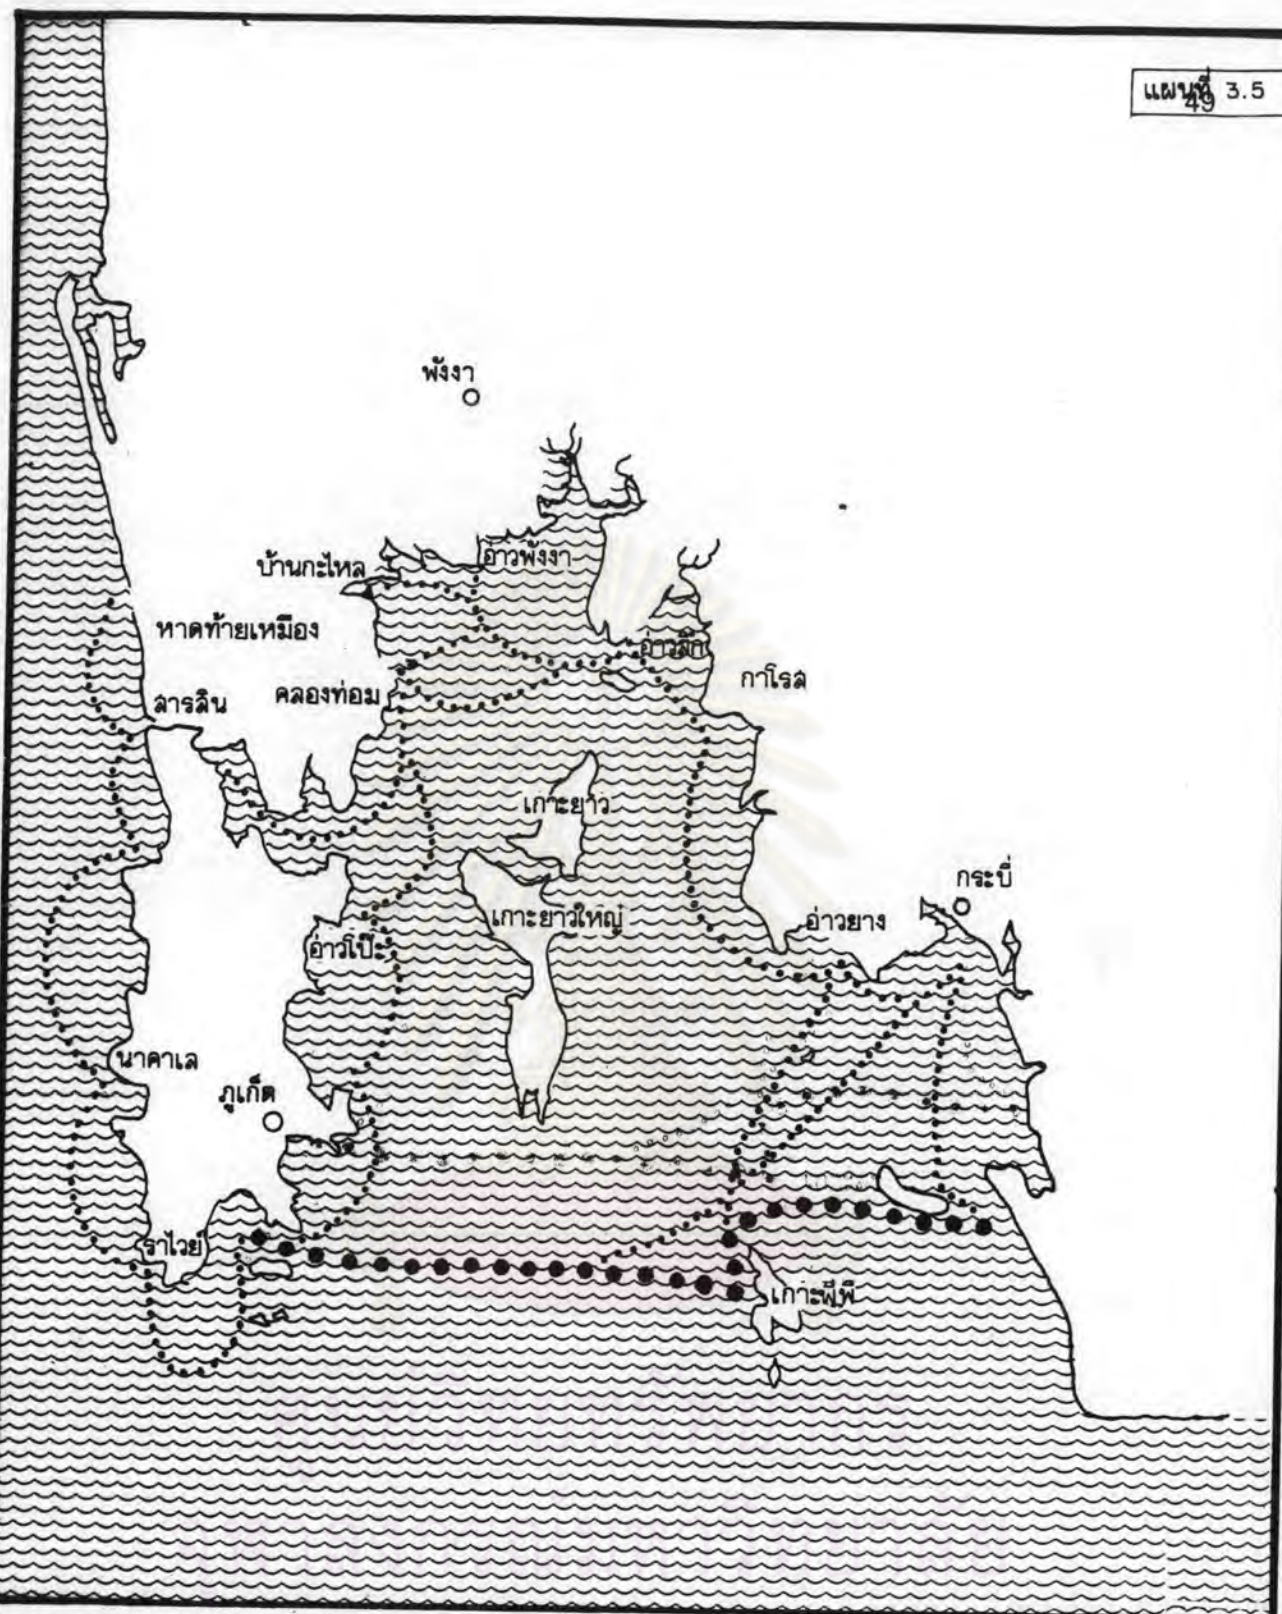 แผนที่ 3.5
49
พังงา
อ่าวพังงา
บ้านกะไหล
หาดท้ายเหมือง
อ่าวลึก
กาโรส
คลองท่อม
สารสิน
เกาะยาว
กระบี่
เกาะยาวใหญ่
อ่าวยาง
อ่าวโป๊ะ
นาคาเล
ภูเก็ต
ราไวย์
เกาะพีพี